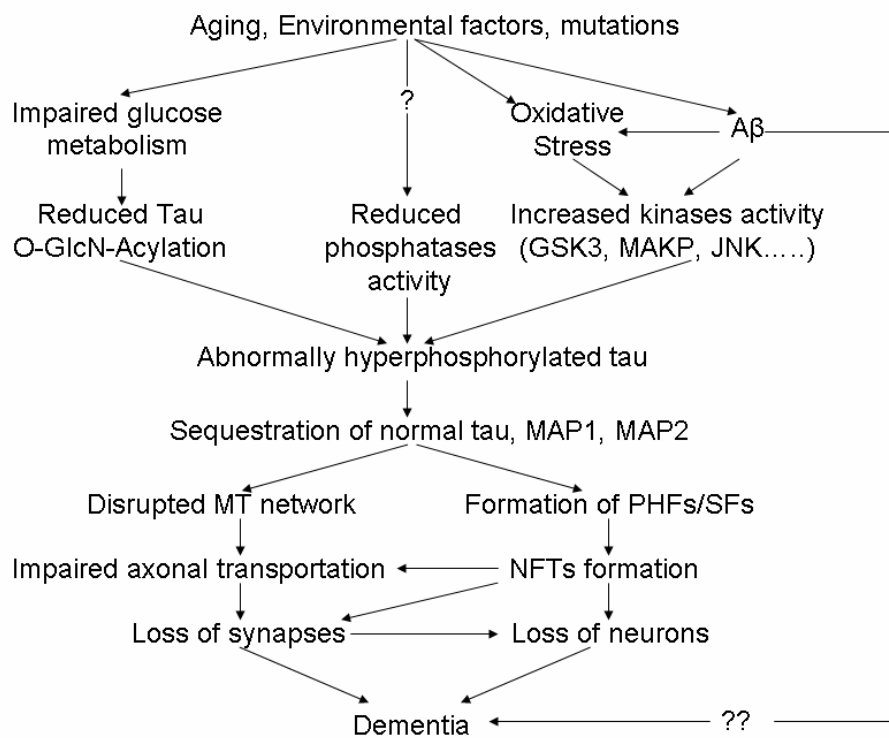 Aging, Environmental factors, mutations
Impaired glucose
metabolism
?
Oxidative
Stress
Aβ
Reduced Tau
O-GlcN-Acylation
Reduced
phosphatases
activity
Increased kinases activity
(GSK3, MAKP, JNK.....)
Abnormally hyperphosphorylated tau
Sequestration of normal tau, MAP1, MAP2
Disrupted MT network
Formation of PHFs/SFs
Impaired axonal transportation
NFTs formation
Loss of synapses
Loss of neurons
Dementia
??